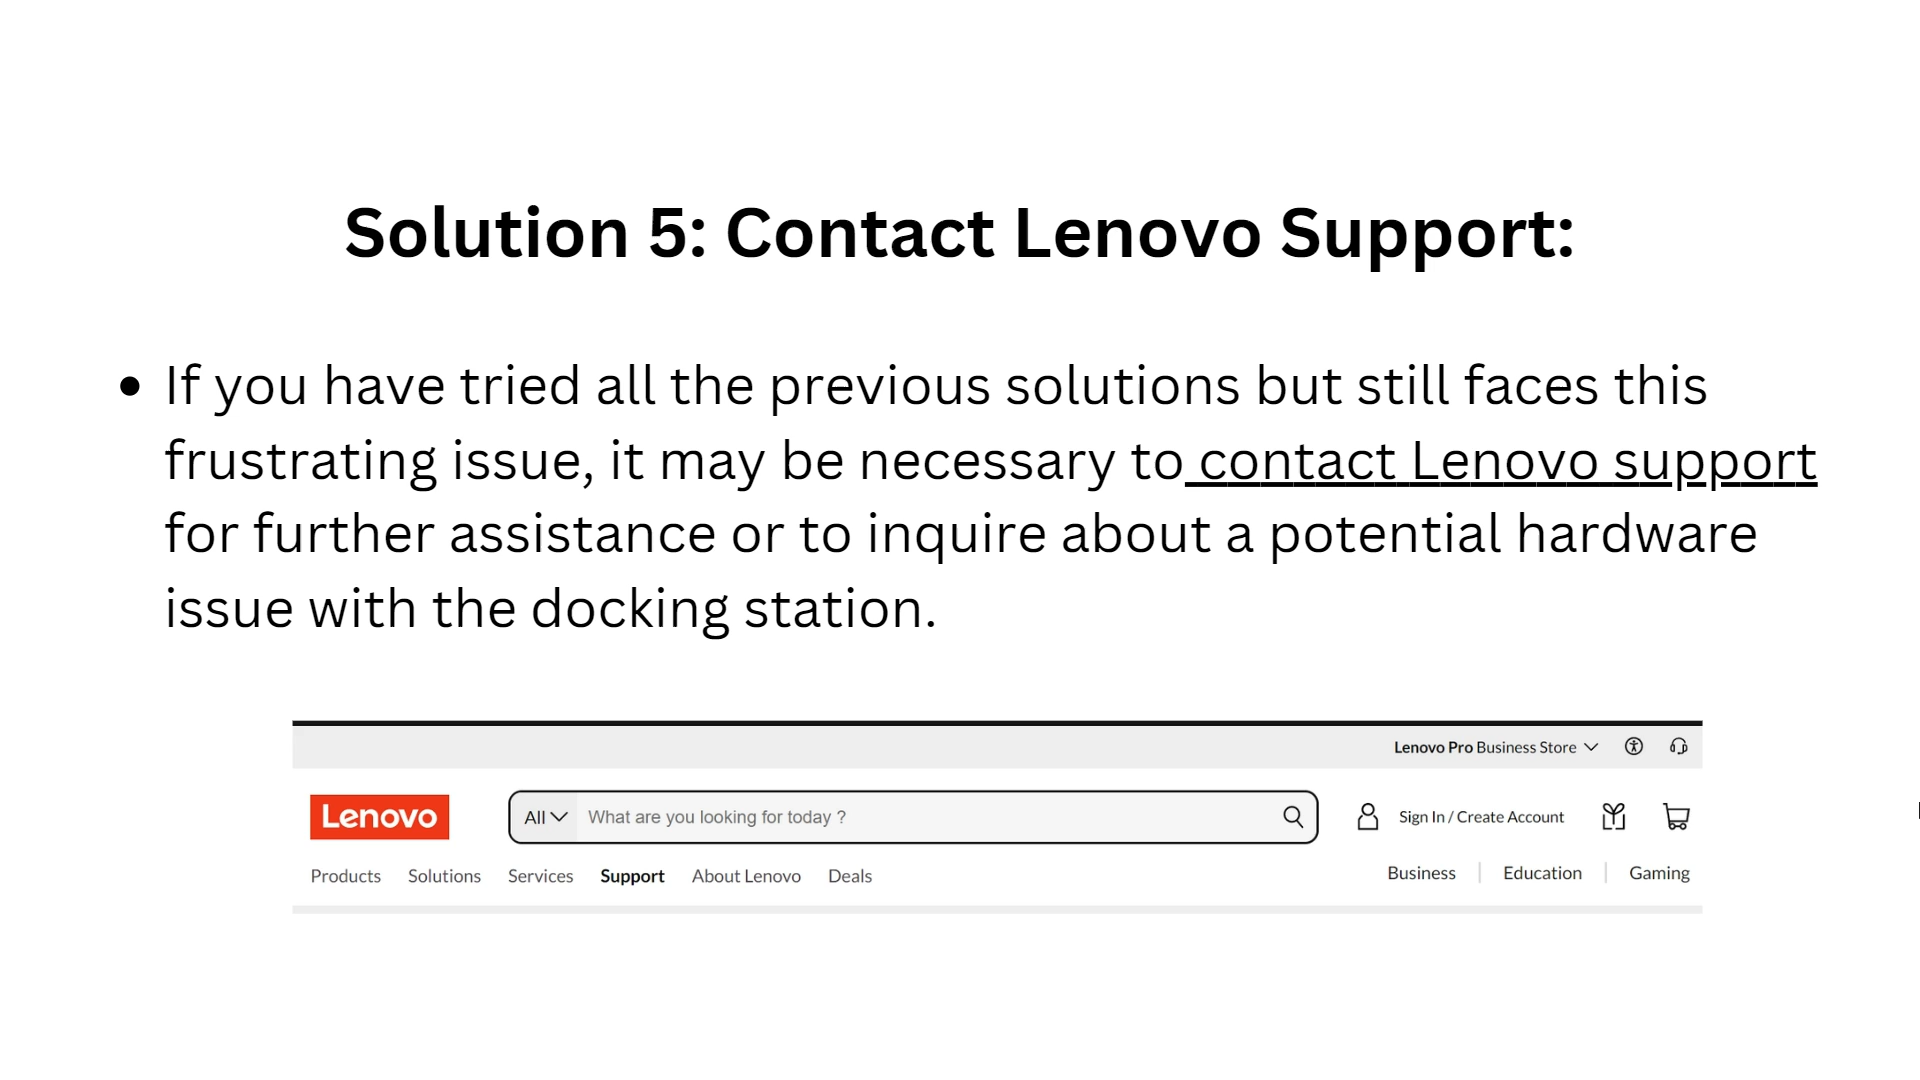 Solution 5: Contact Lenovo Support:
• If you have tried all the previous solutions but still faces this
frustrating issue, it may be necessary to contact Lenovo support
for further assistance or to inquire about a potential hardware
issue with the docking station.
Lenovo Pro Business Store
Lenovo
All
What are you looking for today ?
Sign In / Create Account
Products Solutions Services Support About Lenovo Deals
Business | Education | Gaming